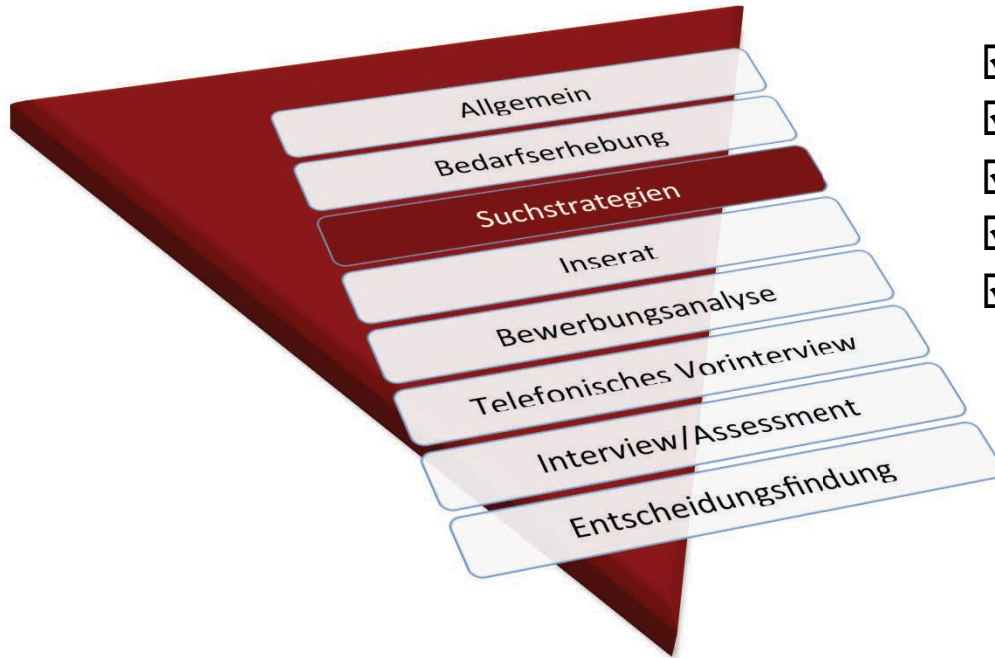 Allgemein
Bedarfserhebung
Suchstrategien
Inserat
Bewerbungsanalyse
Telefonisches Vorinterview
Interview/Assessment
Entscheidungsfindung